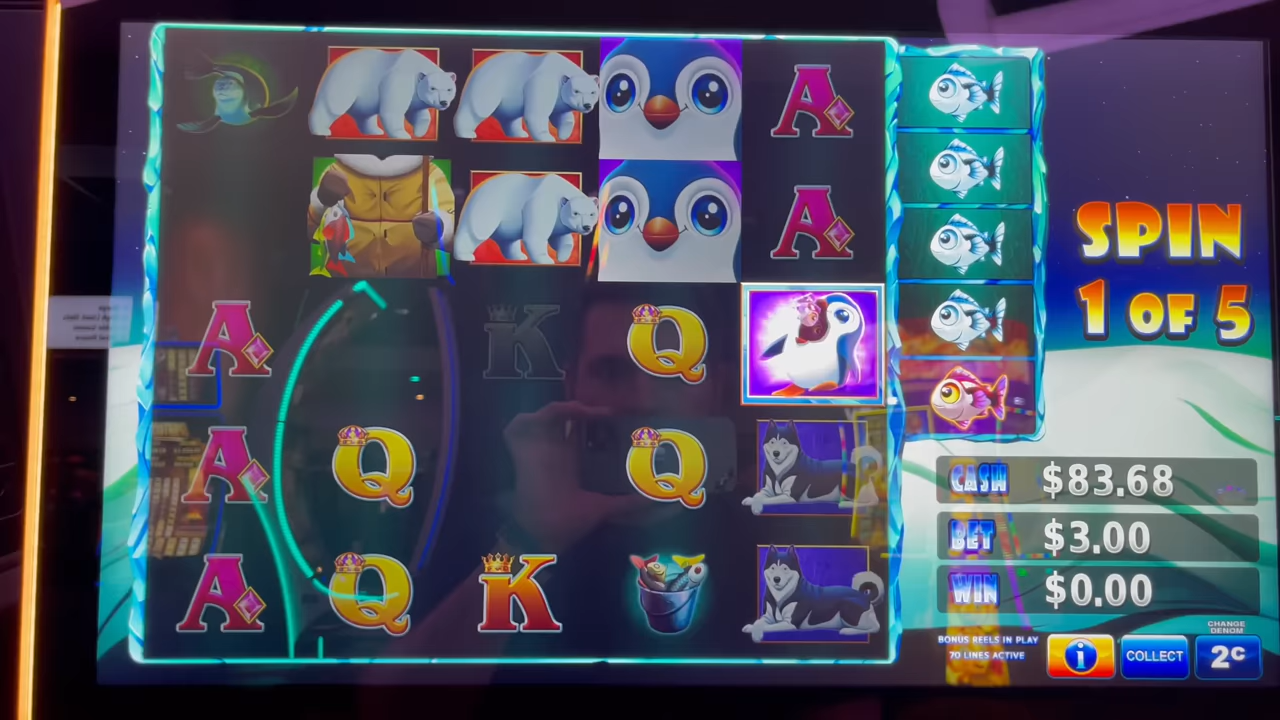 A
A
A
K
Q
SPIN
1 OF 5
A
Q
Q
CASH $83.68
BET $3.00
A
Q
K
WIN $0.00
CHANGE
DENOM
BONUS REELS IN PLAY
70 LINES ACTIVE
i
COLLECT
2¢